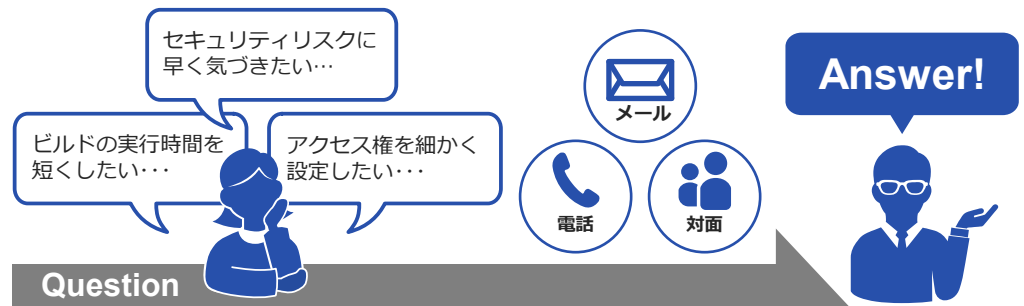 セキュリティリスクに
早く気づきたい…
ビルドの実行時間を
短くしたい･･･
アクセス権を細かく
設定したい･･･
メール
電話
対面
Answer!
Question